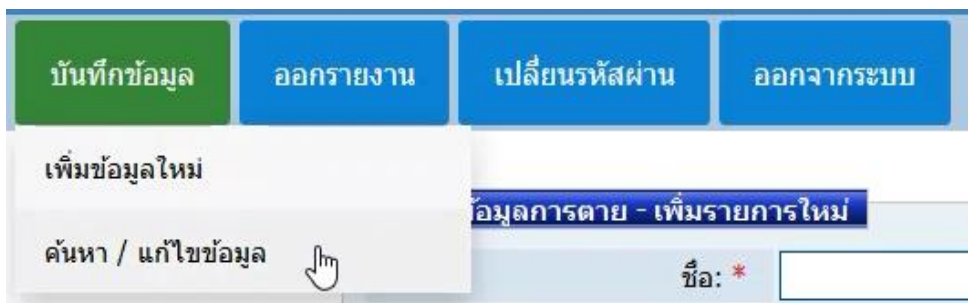 บันทึกข้อมูล ออกรายงาน เปลี่ยนรหัสผ่าน ออกจากระบบ
เพิ่มข้อมูลใหม่
ข้อมูลการตาย - เพิ่มรายการใหม่
ค้นหา / แก้ไขข้อมูล
ชื่อ: *